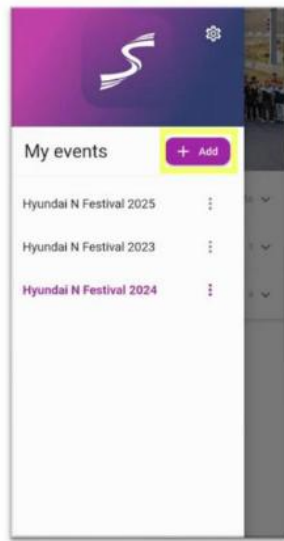 My events
+ Add
Hyundai N Festival 2025
Hyundai N Festival 2023
Hyundai N Festival 2024